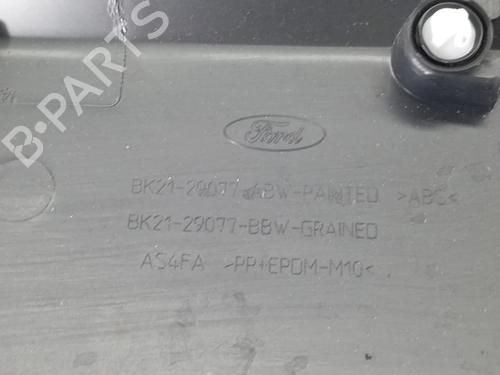 B-PARTS
Ford
BK21-29077-ABW-PAINTED >ABS<
BK21-29077-BBW-GRAINED
AS4FA >PP+EPDM-M10<